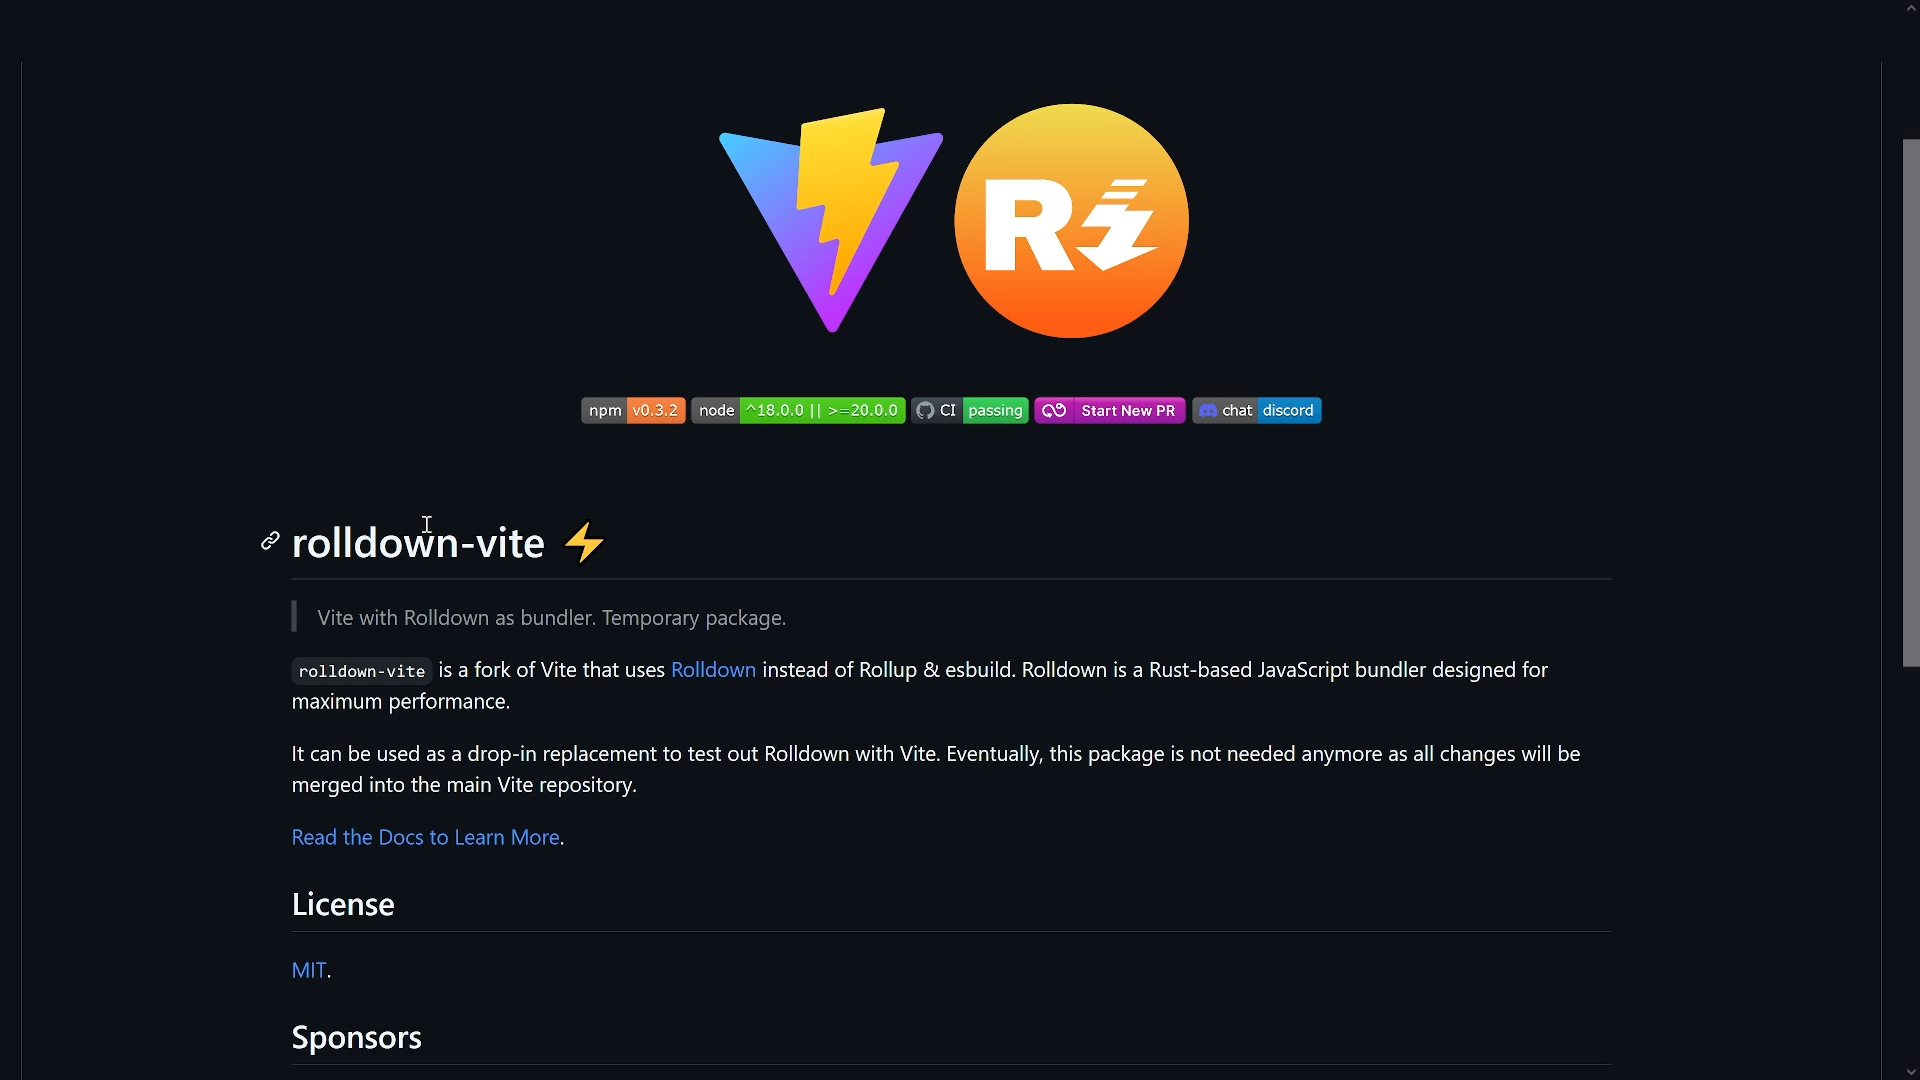 R
npm v0.3.2 node ^18.0.0 || >=20.0.0 CI passing Start New PR chat discord
rolldown-vite ⚡
Vite with Rolldown as bundler. Temporary package.
rolldown-vite is a fork of Vite that uses Rolldown instead of Rollup & esbuild. Rolldown is a Rust-based JavaScript bundler designed for
maximum performance.
It can be used as a drop-in replacement to test out Rolldown with Vite. Eventually, this package is not needed anymore as all changes will be
merged into the main Vite repository.
Read the Docs to Learn More.
License
MIT.
Sponsors